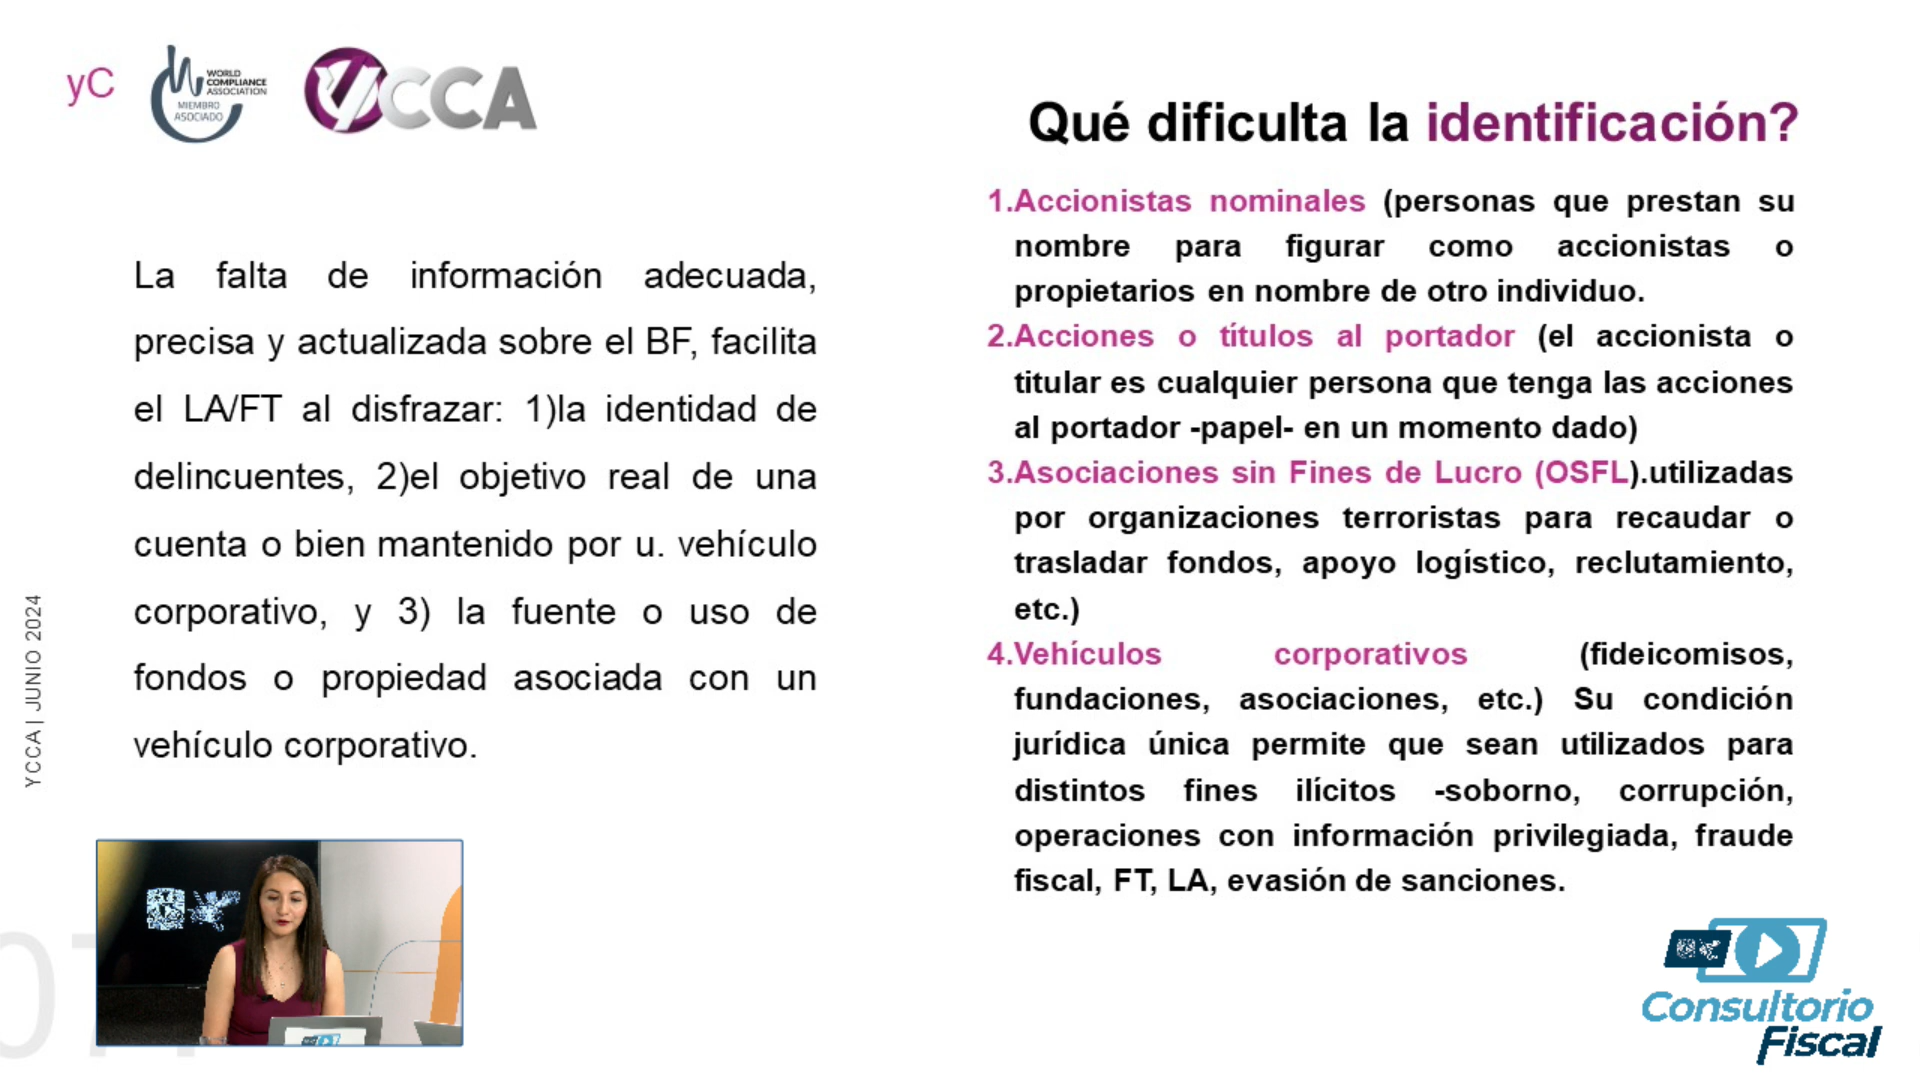 yC
WORLD
COMPLIANCE
ASSOCIATION
MIEMBRO
ASOCIADO
YCCA
Qué dificulta la identificación?
La falta de información adecuada,
precisa y actualizada sobre el BF, facilita
el LA/FT al disfrazar: 1)la identidad de
delincuentes, 2)el objetivo real de una
cuenta o bien mantenido por u. vehículo
corporativo, y 3) la fuente o uso de
fondos o propiedad asociada con un
vehículo corporativo.
1.Accionistas nominales (personas que prestan su
nombre para figurar como accionistas o
propietarios en nombre de otro individuo.
2.Acciones o títulos al portador (el accionista o
titular es cualquier persona que tenga las acciones
al portador -papel- en un momento dado)
3.Asociaciones sin Fines de Lucro (OSFL).utilizadas
por organizaciones terroristas para recaudar o
trasladar fondos, apoyo logístico, reclutamiento,
etc.)
4.Vehículos corporativos (fideicomisos,
fundaciones, asociaciones, etc.) Su condición
jurídica única permite que sean utilizados para
distintos fines ilícitos -soborno, corrupción,
operaciones con información privilegiada, fraude
fiscal, FT, LA, evasión de sanciones.
YCCA | JUNIO 2024
Consultorio
Fiscal